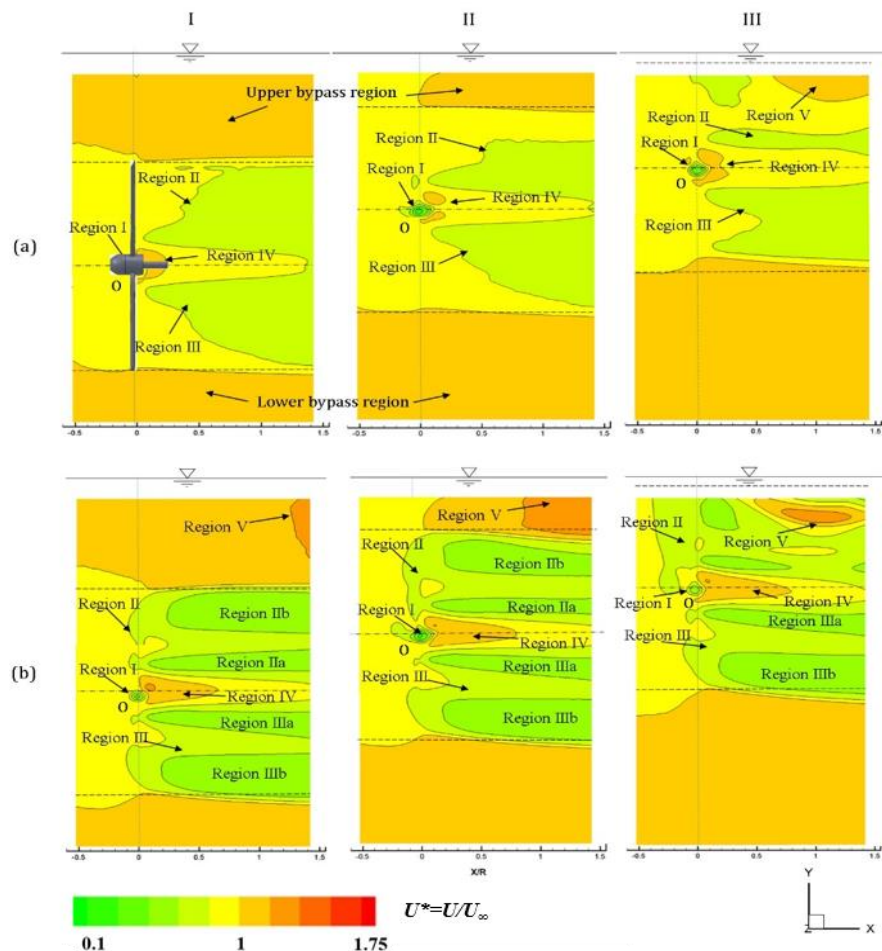 I II III
Upper bypass region
Region II
Region I
Region IV
O
Region III
Region II
Region I
Region IV
O
Region III
Region V
Region II
Region I
Region IV
O
Region III
(a)
Lower bypass region
-0.5 0 0.5 1 1.5
-0.5 0 0.5 1 1.5
-0.5 0 0.5 1 1.5
Region V
Region II
Region IIb
Region IIa
Region I
Region IV
O
Region IIIa
Region III
Region IIIb
Region V
Region II
Region IIb
Region IIa
Region I
Region IV
O
Region IIIa
Region III
Region IIIb
Region II
Region V
Region I
Region IV
O
Region IIIa
Region III
Region IIIb
(b)
-0.5 0 0.5 1 1.5
-0.5 0 0.5 1 1.5
-0.5 0 0.5 1 1.5
X/R
U*=U/U∞
0.1 1 1.75
Y
Z X